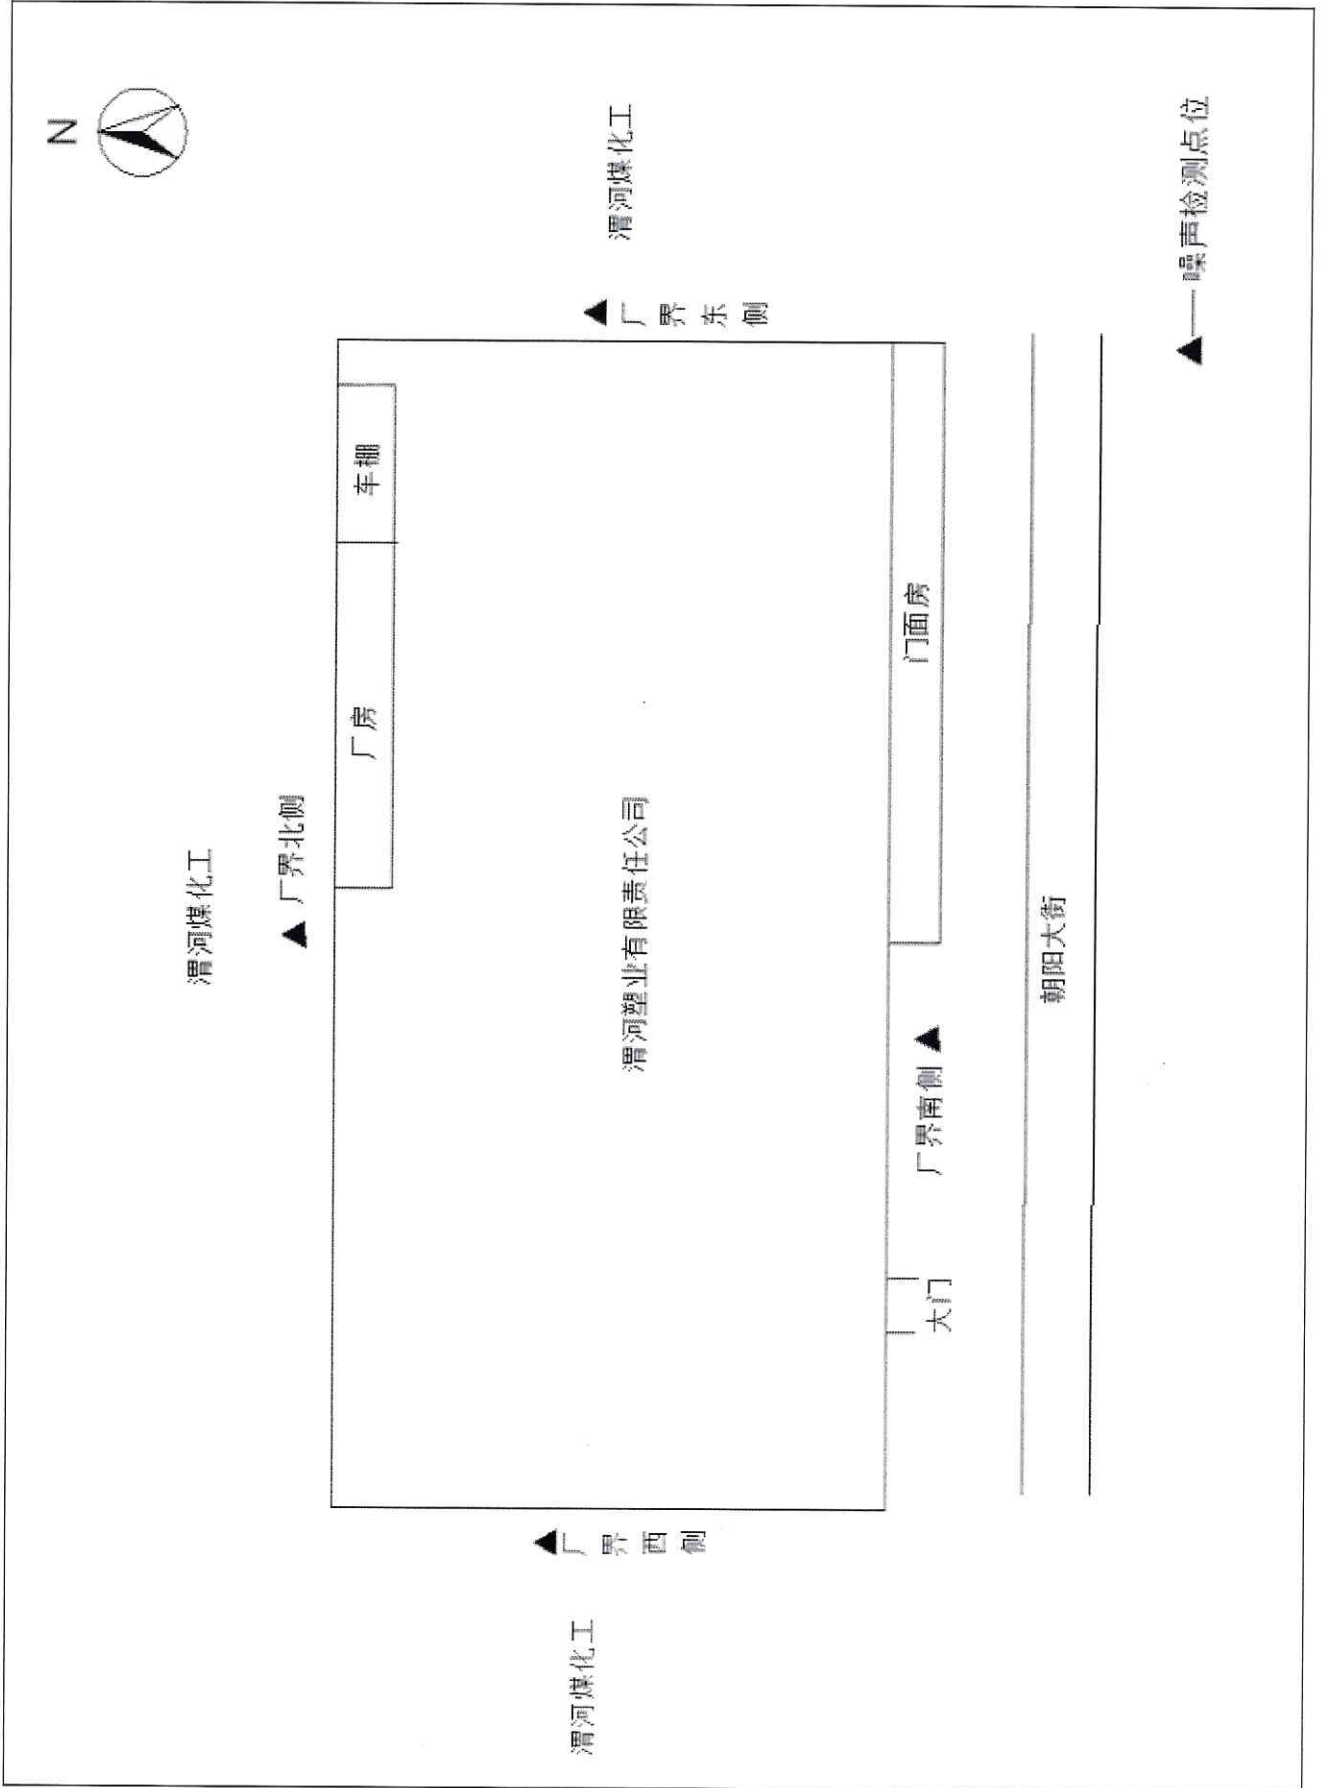 N
渭河煤化工
厂界北侧
厂房
车棚
渭河煤化工
厂界西侧
渭河塑业有限责任公司
厂界东侧
渭河煤化工
门面房
大门
厂界南侧
朝阳大街
噪声检测点位